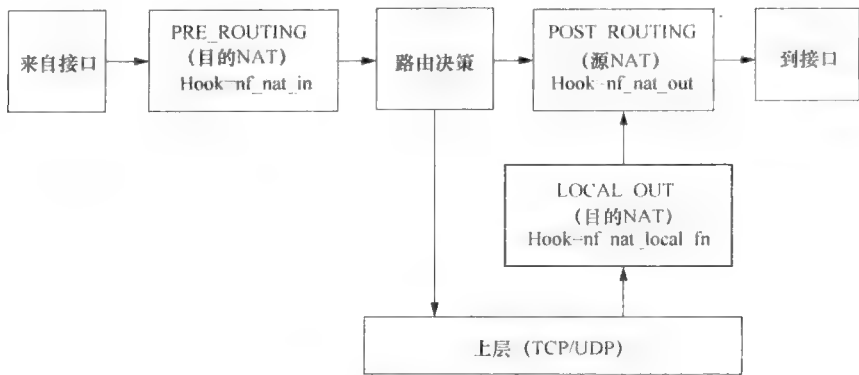 来自接口
PRE_ROUTING
(目的NAT)
Hook=nf_nat_in
路由决策
POST ROUTING
(源NAT)
Hook=nf_nat_out
到接口
LOCAL OUT
(目的NAT)
Hook=nf nat local fn
上层 (TCP/UDP)